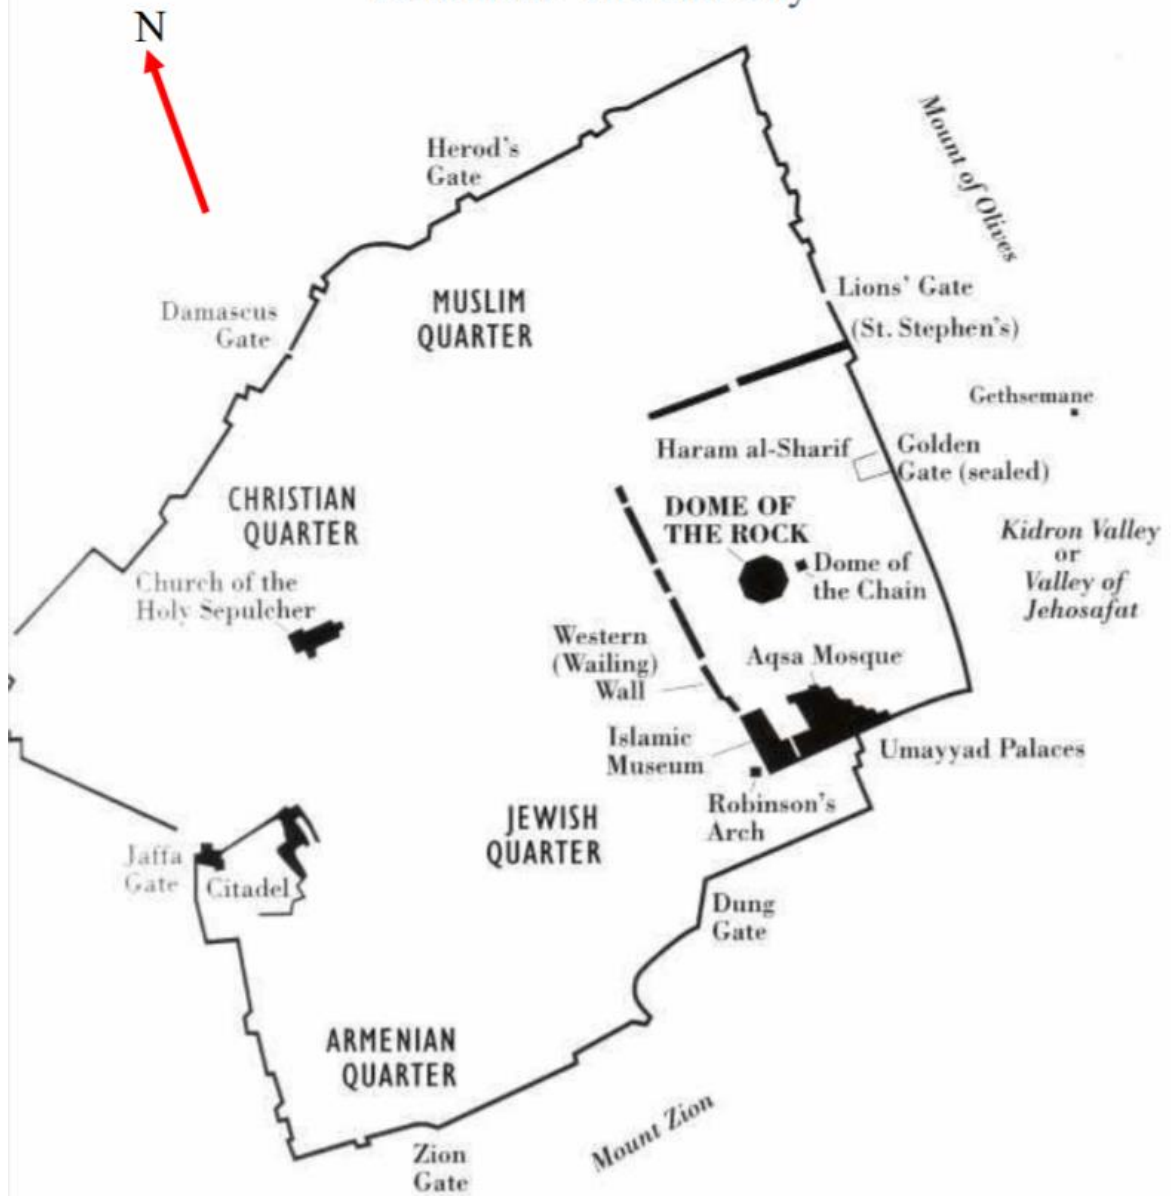 N
Herod's
Gate
Mount of Olives
Damascus
Gate
MUSLIM
QUARTER
Lions' Gate
(St. Stephen's)
Gethsemane
Haram al-Sharif
Golden
Gate (sealed)
CHRISTIAN
QUARTER
DOME OF
THE ROCK
Kidron Valley
or
Valley of
Jehosafat
Dome of
the Chain
Church of the
Holy Sepulcher
Western
(Wailing)
Wall
Aqsa Mosque
Islamic
Museum
Umayyad Palaces
Robinson's
Arch
JEWISH
QUARTER
Jaffa
Gate
Citadel
Dung
Gate
ARMENIAN
QUARTER
Mount Zion
Zion
Gate